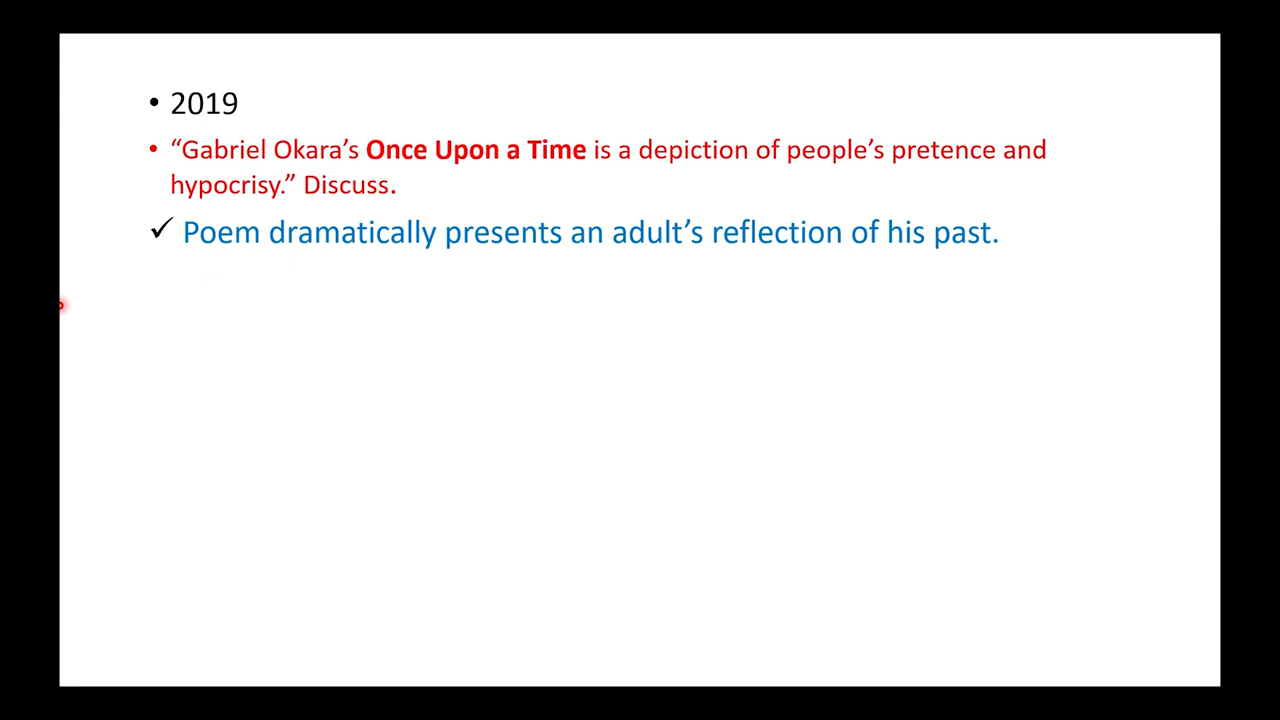 • 2019
• “Gabriel Okara’s Once Upon a Time is a depiction of people’s pretence and
hypocrisy.” Discuss.
✓ Poem dramatically presents an adult’s reflection of his past.